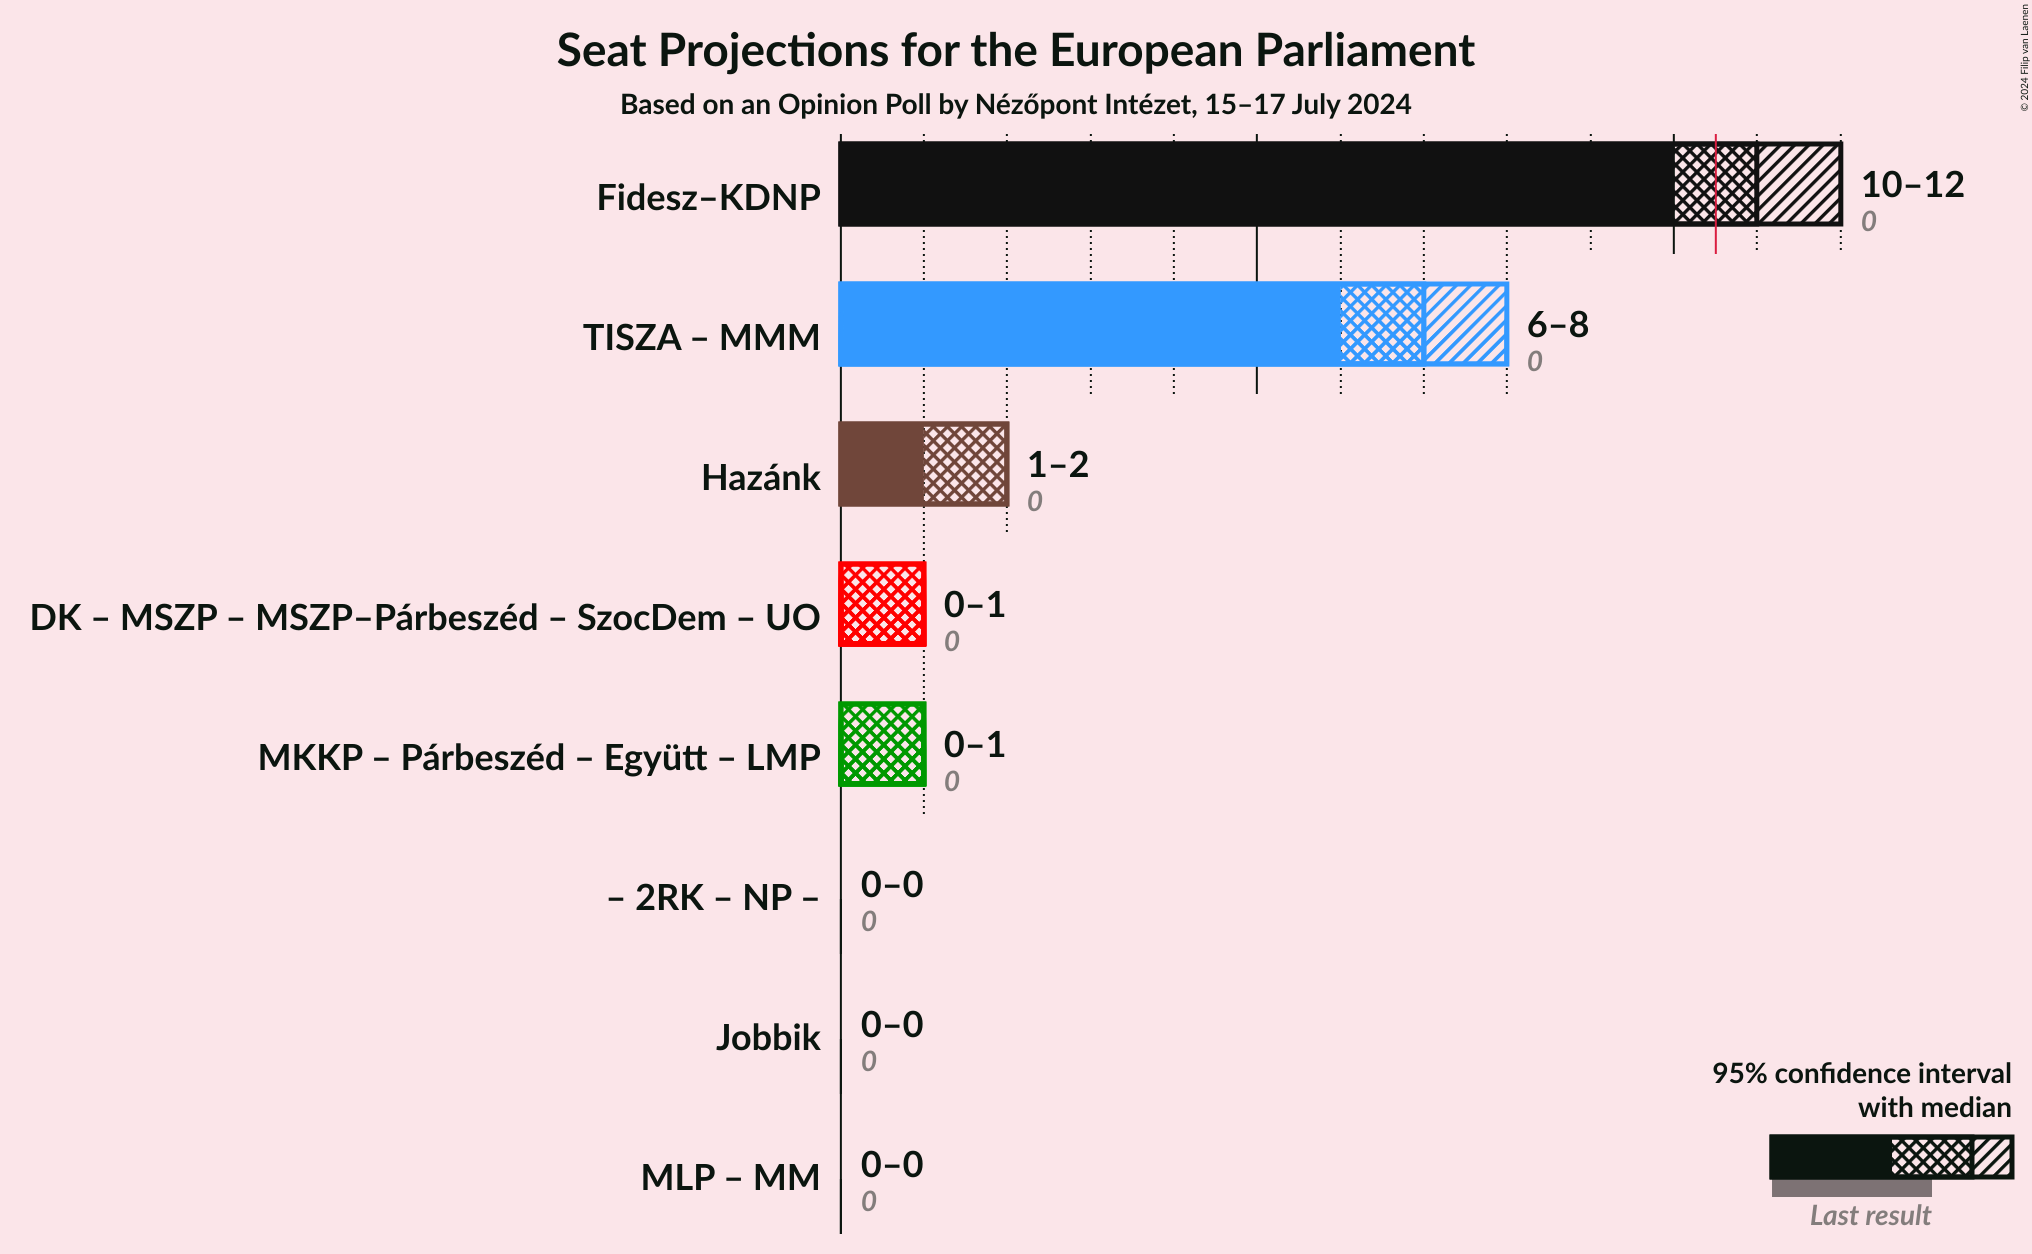 Seat Projections for the European Parliament
Based on an Opinion Poll by Nézőpont Intézet, 15–17 July 2024
© 2024 Filip van Laenen
Fidesz–KDNP
10–12
0
TISZA – MMM
6–8
0
Hazánk
1–2
0
DK – MSZP – MSZP–Párbeszéd – SzocDem – UO
0–1
0
MKKP – Párbeszéd – Együtt – LMP
0–1
0
– 2RK – NP –
0–0
0
Jobbik
0–0
0
MLP – MM
0–0
0
95% confidence interval
with median
Last result